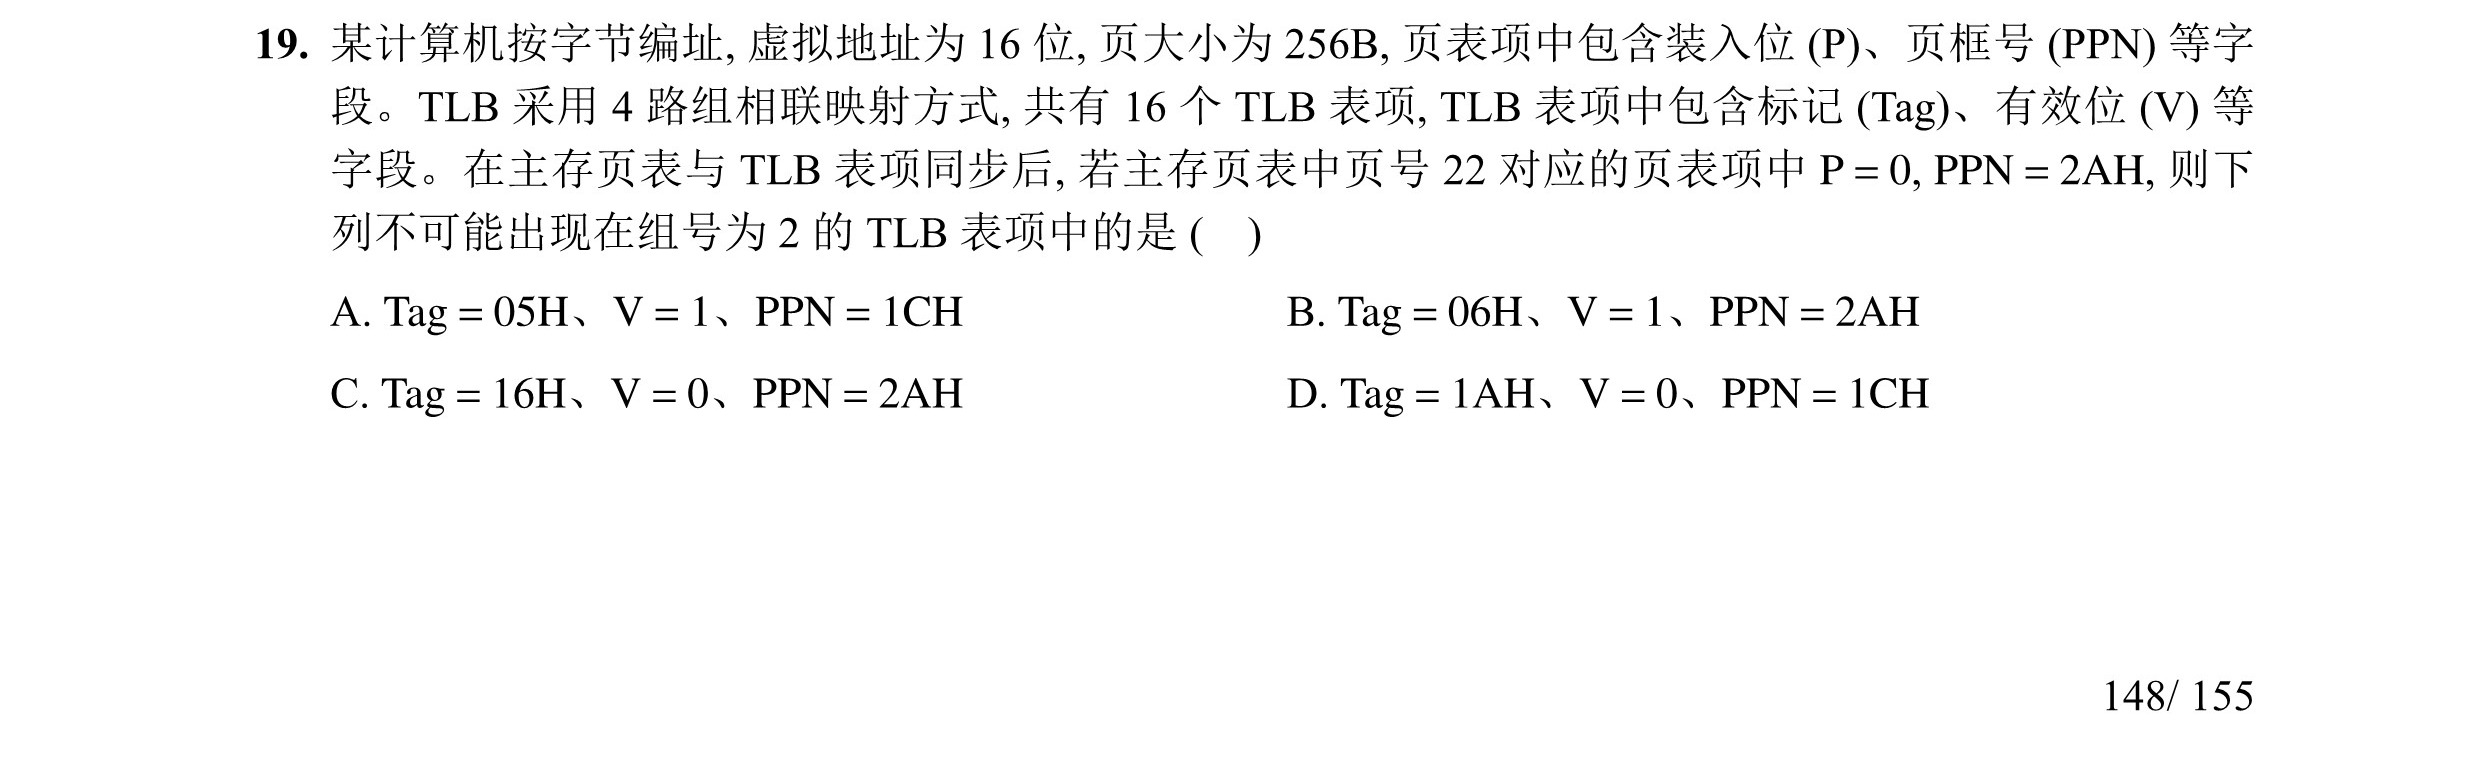 19. 某计算机按字节编址, 虚拟地址为 16 位, 页大小为 256B, 页表项中包含装入位 (P)、页框号 (PPN) 等字
段。TLB 采用 4 路组相联映射方式, 共有 16 个 TLB 表项, TLB 表项中包含标记 (Tag)、有效位 (V) 等
字段。在主存页表与 TLB 表项同步后, 若主存页表中页号 22 对应的页表项中 P = 0, PPN = 2AH, 则下
列不可能出现在组号为 2 的 TLB 表项中的是 (   )
A. Tag = 05H、V = 1、PPN = 1CH
B. Tag = 06H、V = 1、PPN = 2AH
C. Tag = 16H、V = 0、PPN = 2AH
D. Tag = 1AH、V = 0、PPN = 1CH
148/ 155